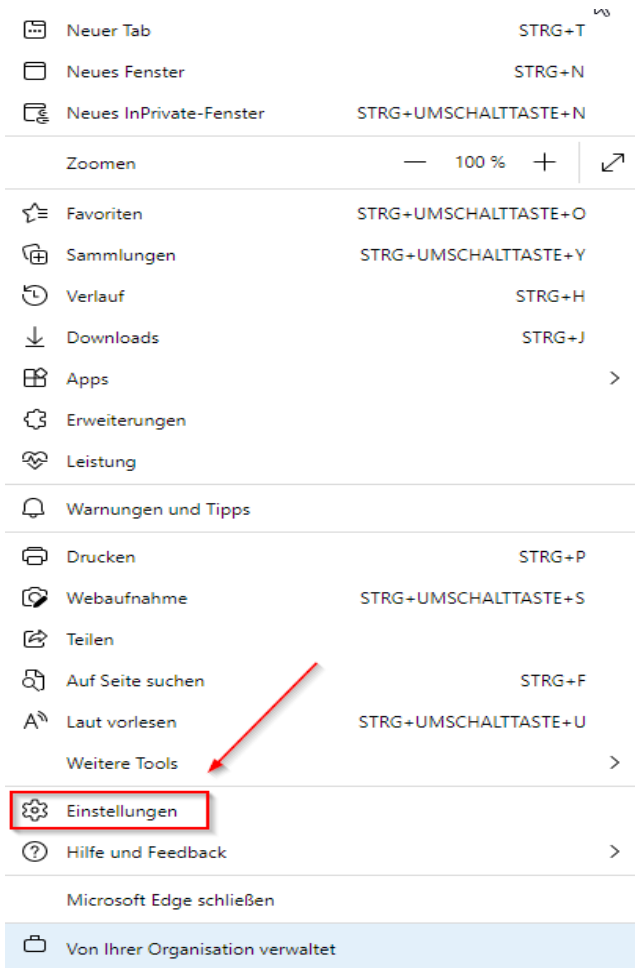 Neuer Tab STRG+T
Neues Fenster STRG+N
Neues InPrivate-Fenster STRG+UMSCHALTTASTE+N
Zoomen — 100 % +
Favoriten STRG+UMSCHALTTASTE+O
Sammlungen STRG+UMSCHALTTASTE+Y
Verlauf STRG+H
Downloads STRG+J
Apps
Erweiterungen
Leistung
Warnungen und Tipps
Drucken STRG+P
Webaufnahme STRG+UMSCHALTTASTE+S
Teilen
Auf Seite suchen STRG+F
Laut vorlesen STRG+UMSCHALTTASTE+U
Weitere Tools
Einstellungen
Hilfe und Feedback
Microsoft Edge schließen
Von Ihrer Organisation verwaltet